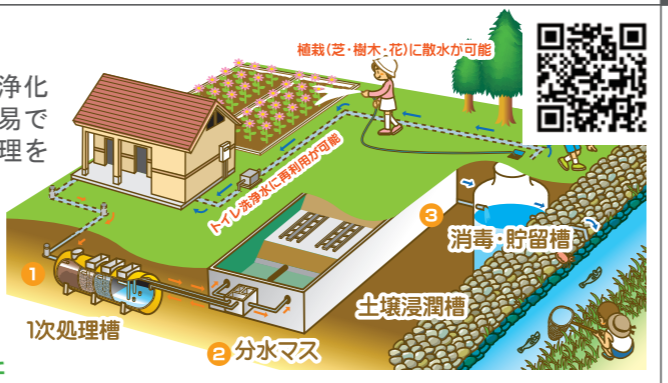 浄化
易で
理を
植栽(芝・樹木・花)に散水が可能
トイレ洗浄水に再利用が可能
1
1次処理槽
2 分水マス
土壌浸潤槽
3
消毒・貯留槽